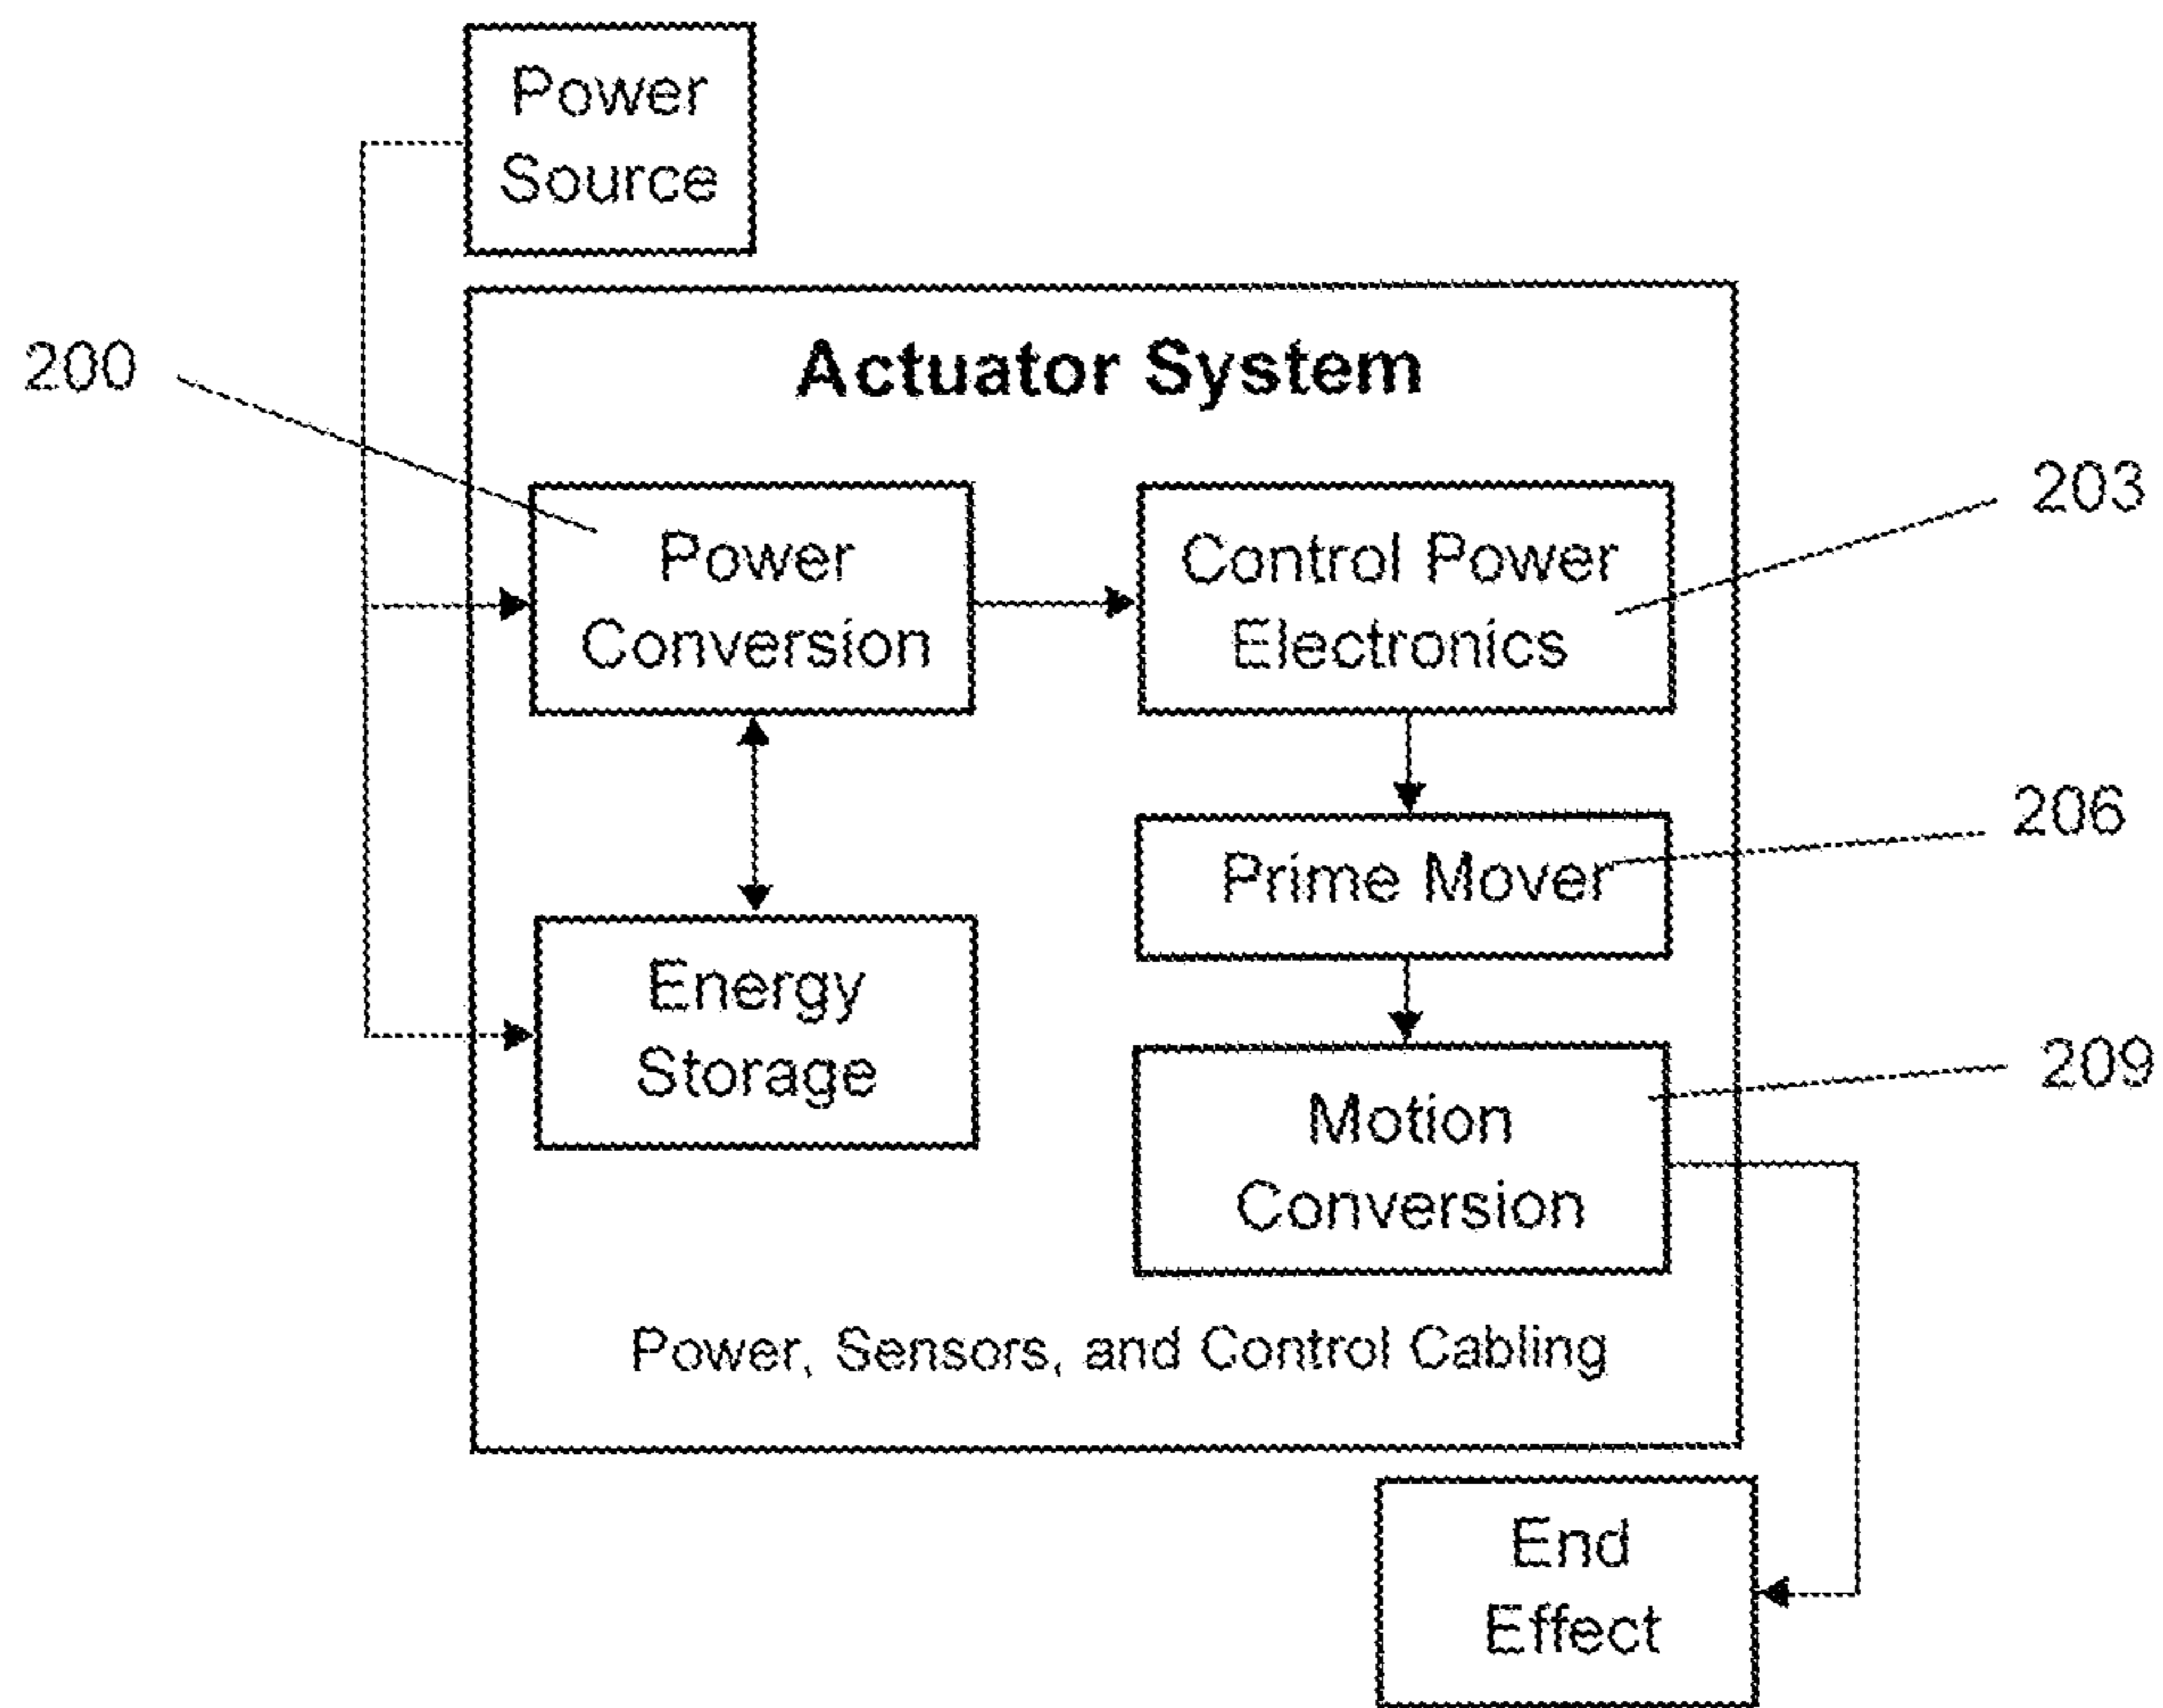 Power
Source
Actuator System
200
Power
Conversion
Control Power
Electronics
203
Prime Mover
206
Energy
Storage
Motion
Conversion
209
Power, Sensors, and Control Cabling
End
Effect